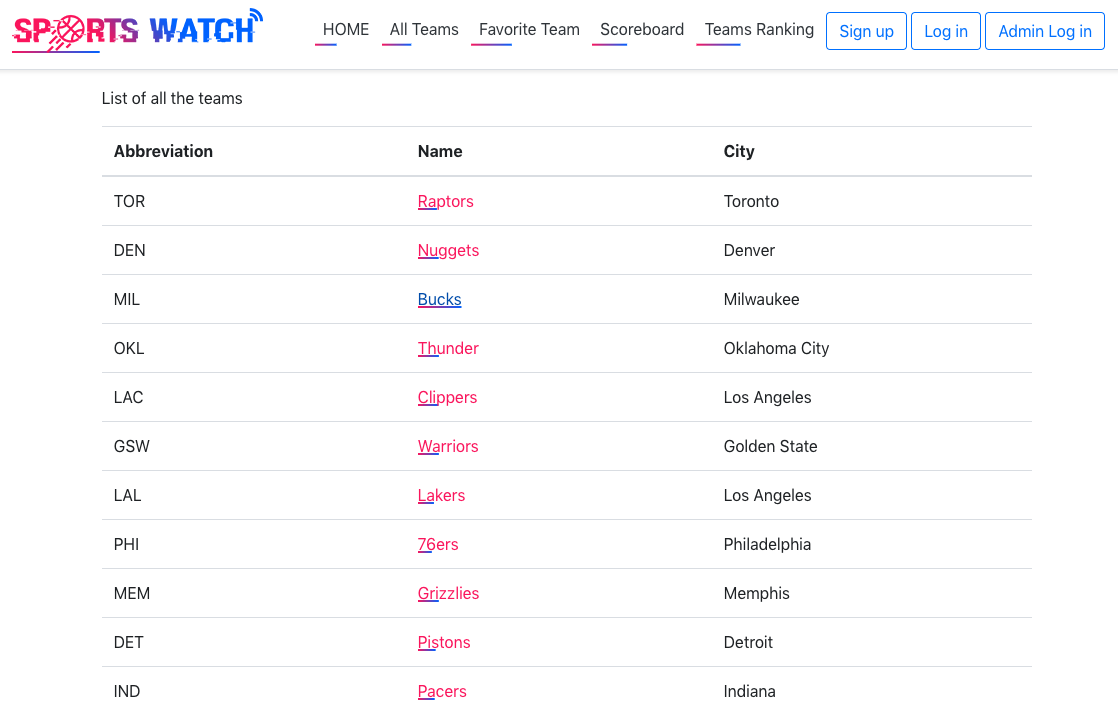 SPORTS WATCH HOME All Teams Favorite Team Scoreboard Teams Ranking Sign up Log in Admin Log in
List of all the teams
Abbreviation Name City
TOR Raptors Toronto
DEN Nuggets Denver
MIL Bucks Milwaukee
OKL Thunder Oklahoma City
LAC Clippers Los Angeles
GSW Warriors Golden State
LAL Lakers Los Angeles
PHI 76ers Philadelphia
MEM Grizzlies Memphis
DET Pistons Detroit
IND Pacers Indiana